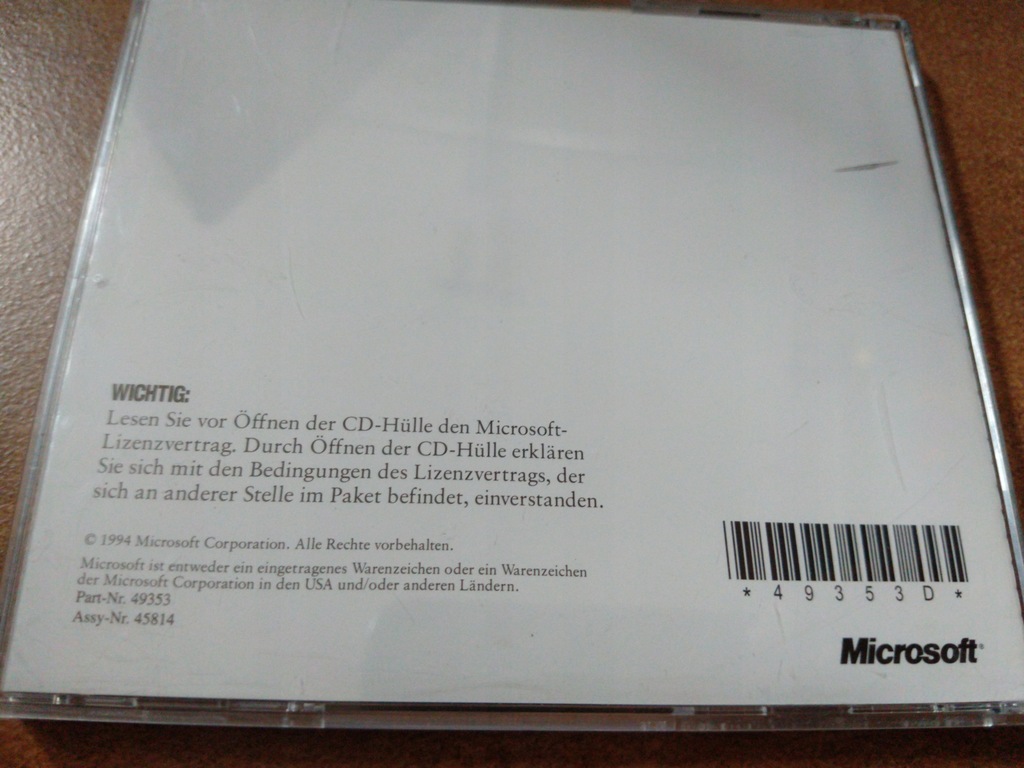 WICHTIG:
Lesen Sie vor Öffnen der CD-Hülle den Microsoft-
Lizenzvertrag. Durch Öffnen der CD-Hülle erklären
Sie sich mit den Bedingungen des Lizenzvertrags, der
sich an anderer Stelle im Paket befindet, einverstanden.
© 1994 Microsoft Corporation. Alle Rechte vorbehalten.
Microsoft ist entweder ein eingetragenes Warenzeichen oder ein Warenzeichen
der Microsoft Corporation in den USA und/oder anderen Ländern.
Part-Nr. 49353
Assy-Nr. 45814
* 4 9 3 5 3 D *
Microsoft®